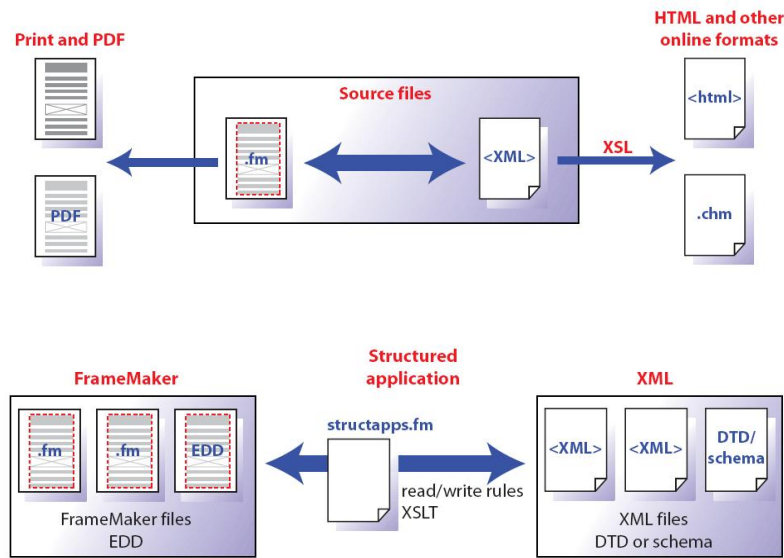 Print and PDF
HTML and other
online formats
Source files
.fm
<XML>
XSL
<html>
PDF
.chm
FrameMaker
Structured
application
XML
structapps.fm
.fm
.fm
EDD
<XML>
<XML>
DTD/
schema
read/write rules
XSLT
FrameMaker files
EDD
XML files
DTD or schema